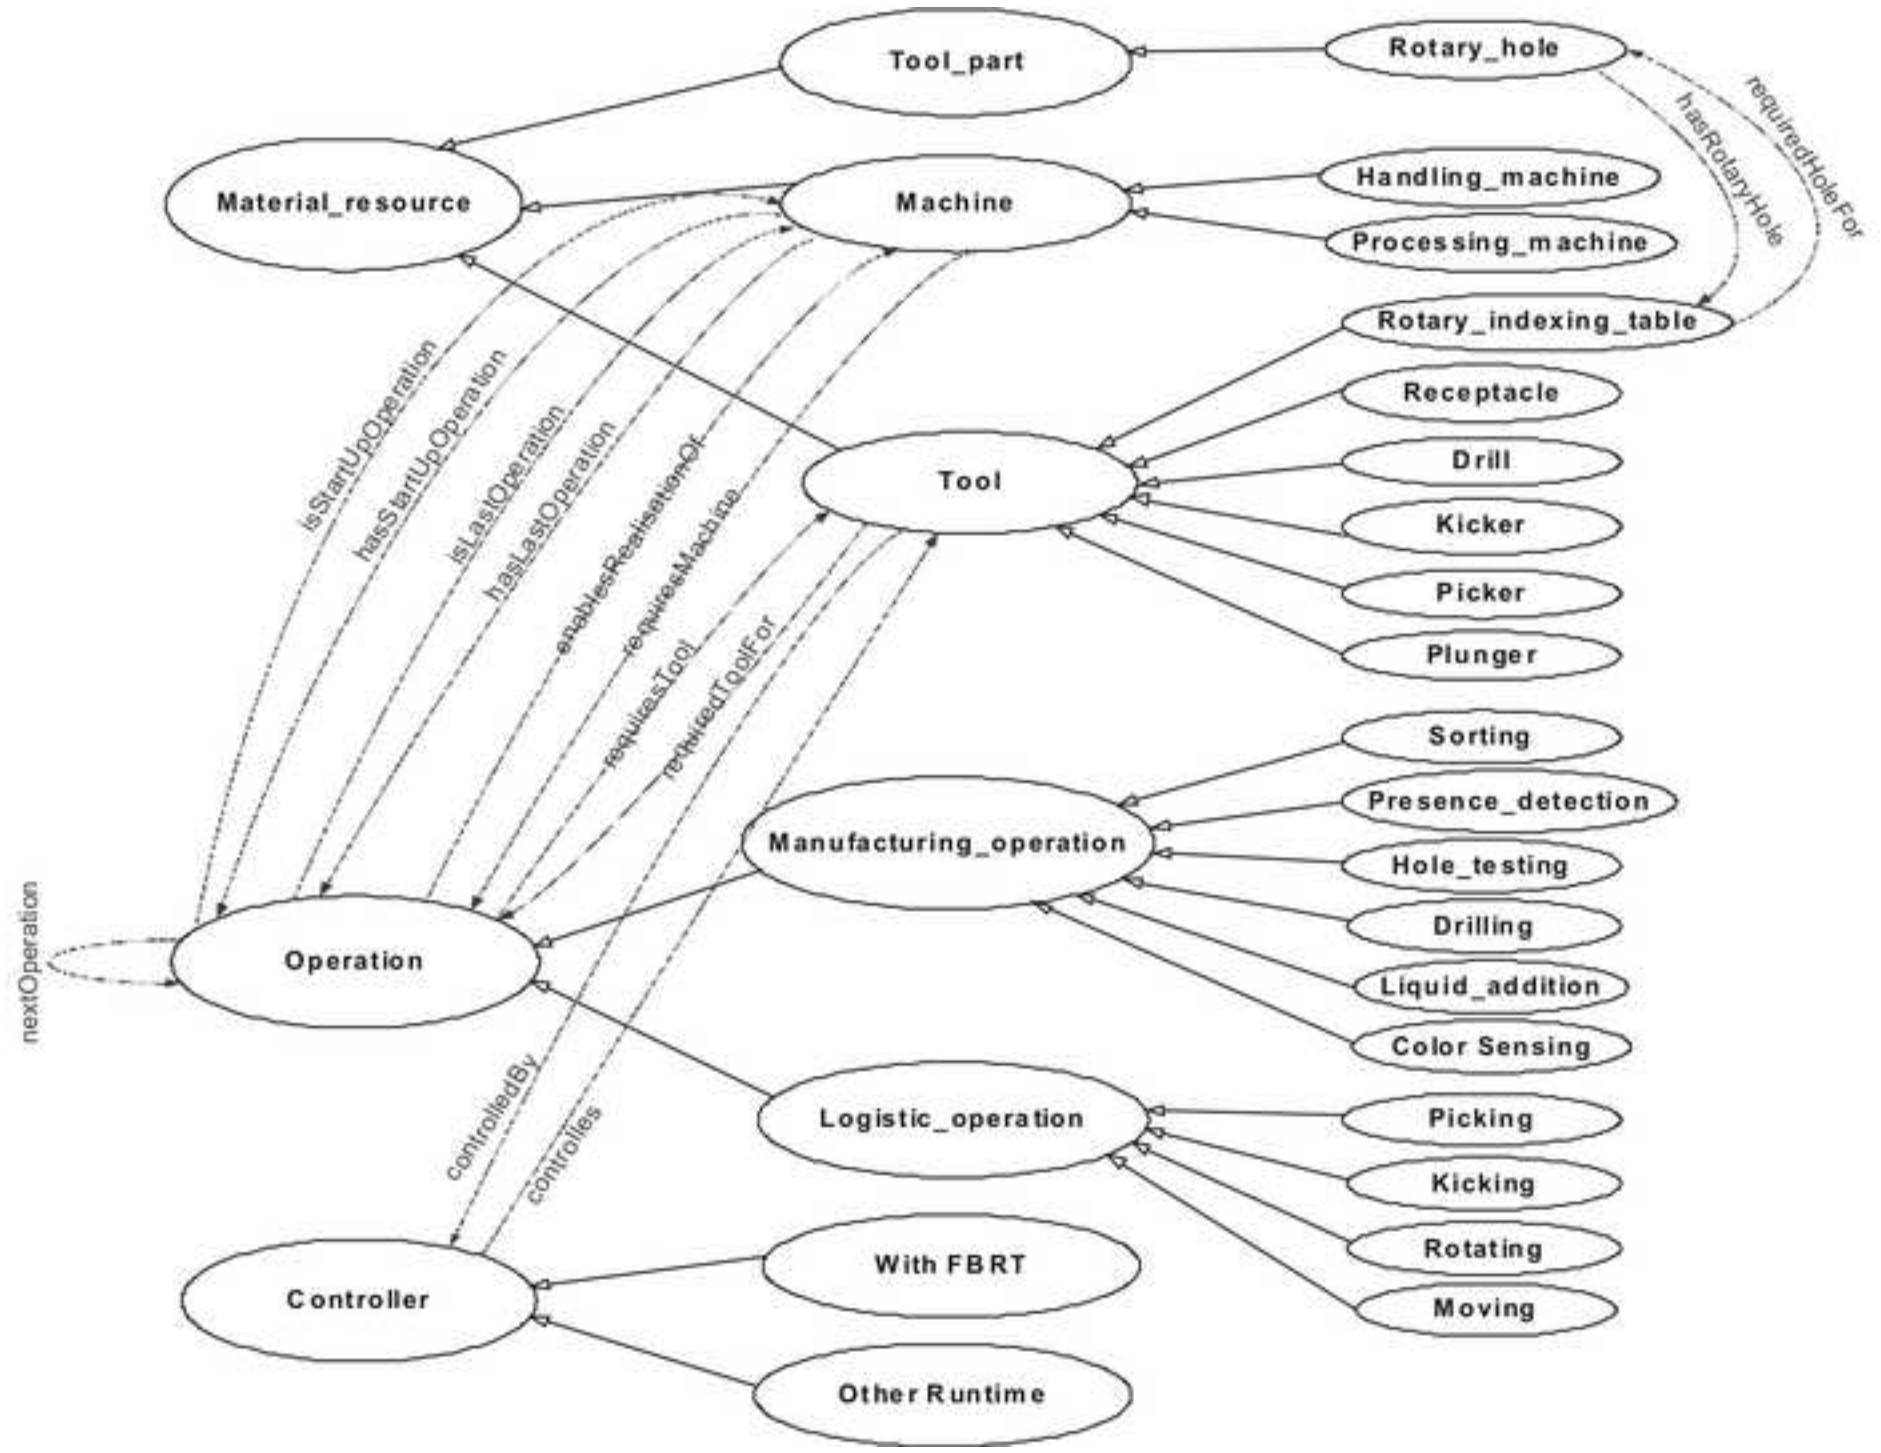 Tool_part
Rotary_hole
Material_resource
Machine
Handling_machine
Processing_machine
hasRotaryHole
requiredHoleFor
Rotary_indexing_table
Receptacle
Drill
Tool
Kicker
Picker
Plunger
isStartUpOperation
hasStartUpOperation
isLastOperation
hasLastOperation
enablesRealisationOf
requiresMachine
requiresTool
requiredToolFor
Sorting
Presence_detection
Manufacturing_operation
Hole_testing
Drilling
Liquid_addition
Color Sensing
nextOperation
Operation
controlledBy
controlles
Logistic_operation
Picking
Kicking
Rotating
Moving
With FBRT
Controller
Other Runtime